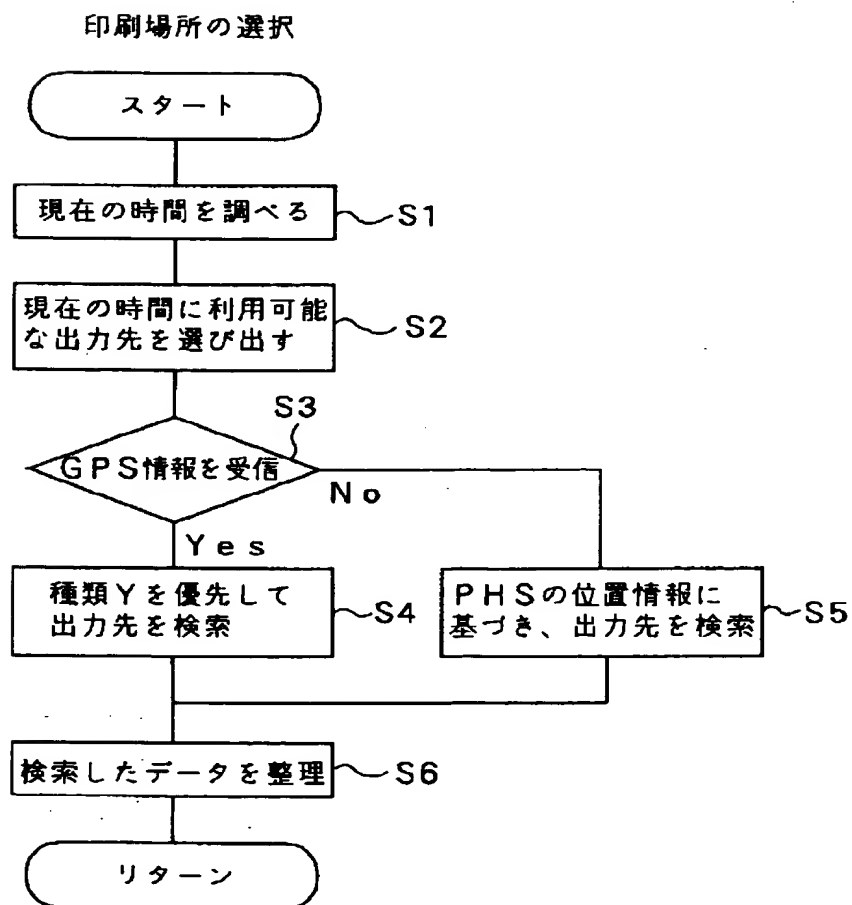 印刷場所の選択
スタート
現在の時間を調べる
S1
現在の時間に利用可能
な出力先を選び出す
S2
S3
GPS情報を受信
No
Yes
種類Yを優先して
出力先を検索
S4
PHSの位置情報に
基づき、出力先を検索
S5
検索したデータを整理
S6
リターン